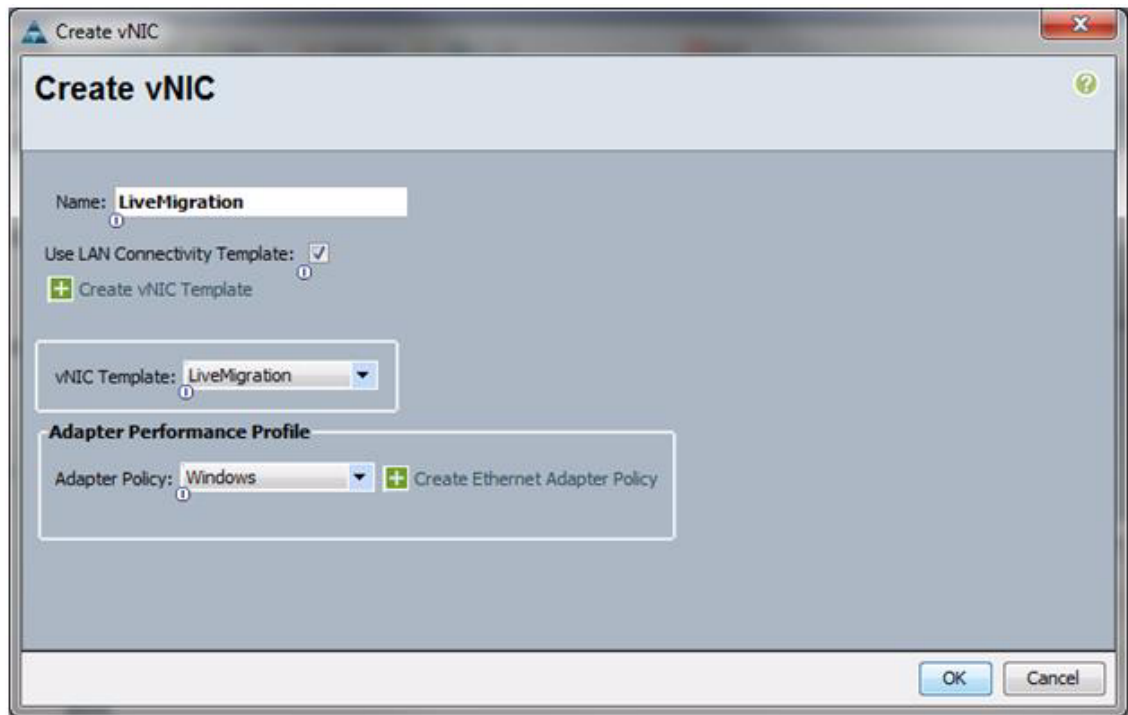 Create vNIC
Create vNIC
Name: LiveMigration
Use LAN Connectivity Template:
Create vNIC Template
vNIC Template: LiveMigration
Adapter Performance Profile
Adapter Policy: Windows Create Ethernet Adapter Policy
OK Cancel